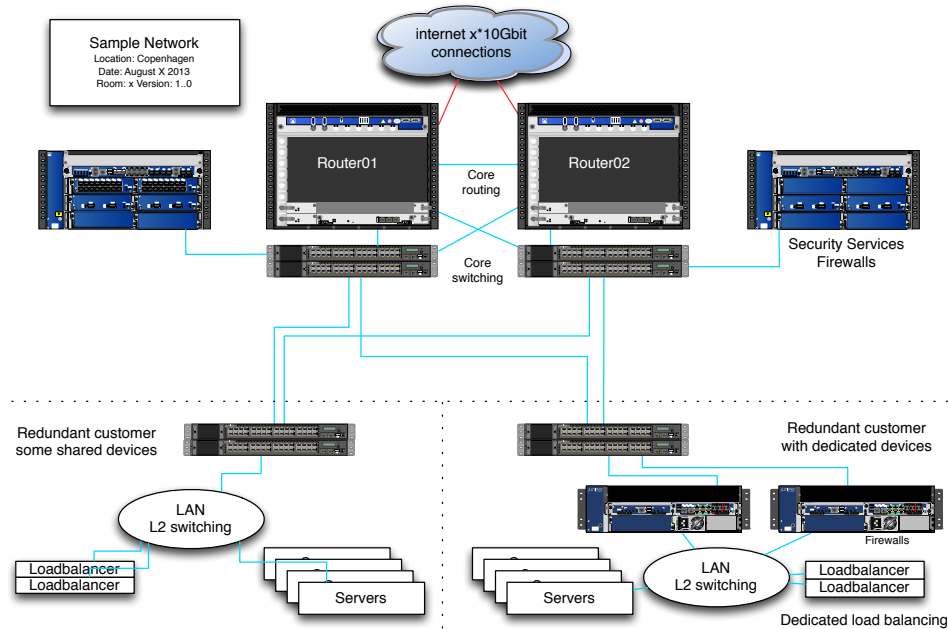 Sample Network
Location: Copenhagen
Date: August X 2013
Room: x Version: 1..0
internet x*10Gbit
connections
Router01
Router02
Core
routing
Core
switching
Security Services
Firewalls
Redundant customer
some shared devices
Redundant customer
with dedicated devices
LAN
L2 switching
Loadbalancer
Loadbalancer
Servers
Firewalls
LAN
L2 switching
Servers
Loadbalancer
Loadbalancer
Dedicated load balancing